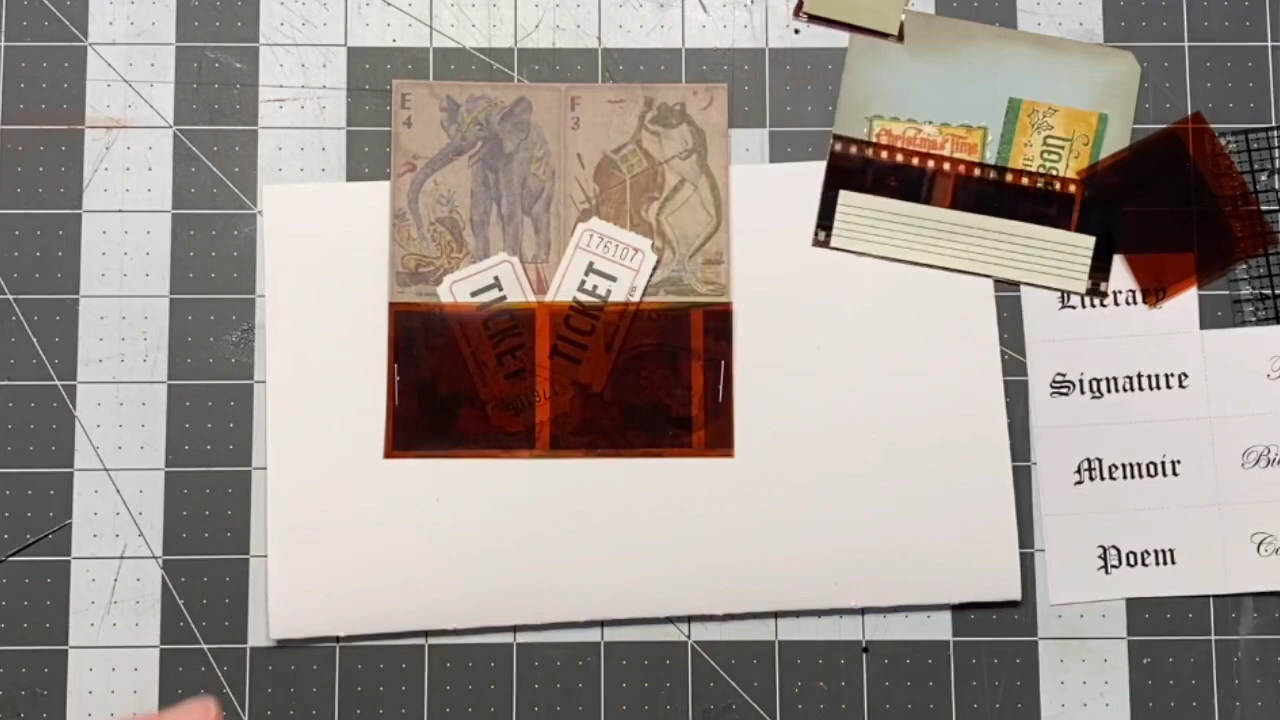 E
4
F
3
176107
TICKET
TICKET
Christmas Time
Literary
Signature
Memoir
Poem